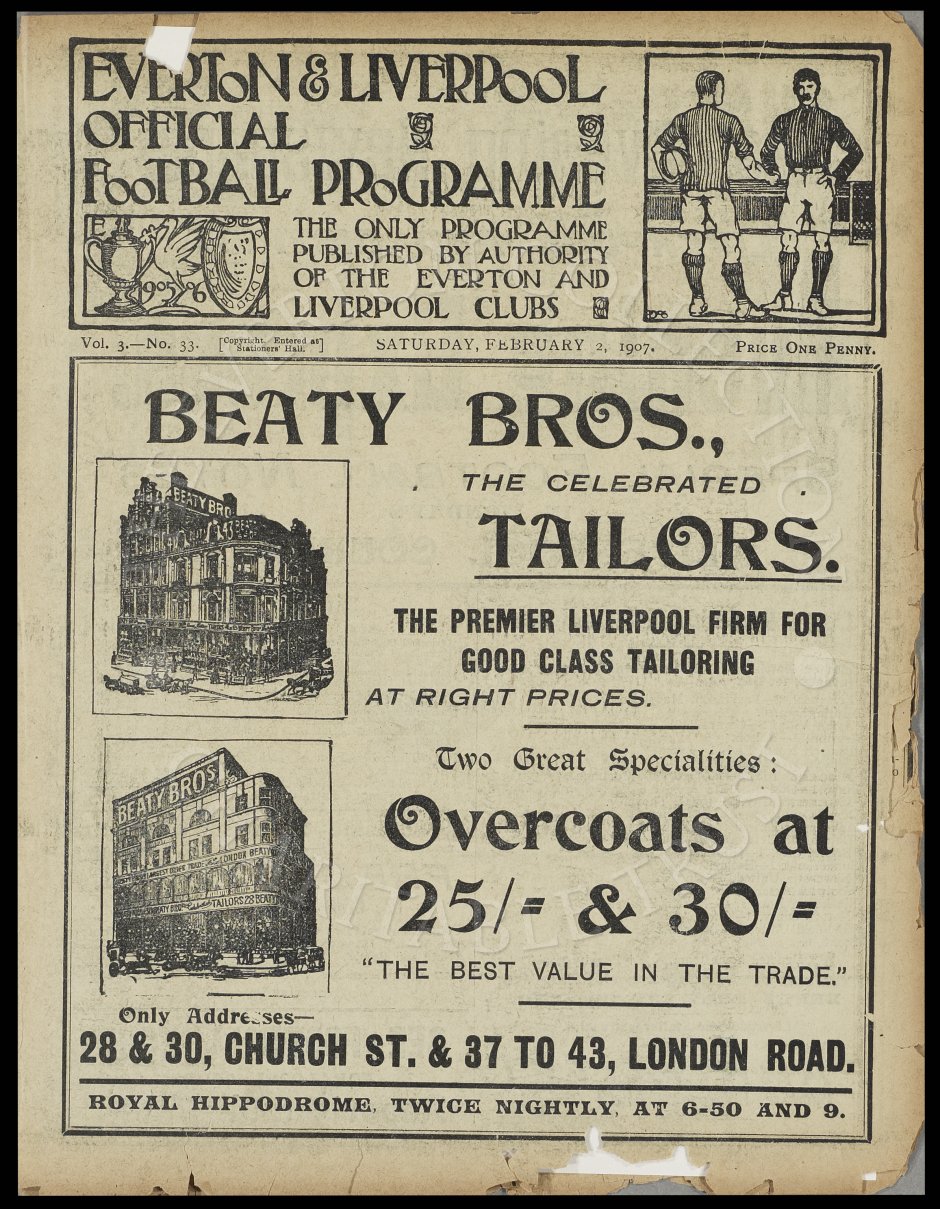 EVERTON & LIVERPOOL
OFFICIAL
FOOTBALL PROGRAMME
THE ONLY PROGRAMME
PUBLISHED BY AUTHORITY
OF THE EVERTON AND
LIVERPOOL CLUBS
E
1905 06
Vol. 3.—No. 33. [Copyright. Entered at Stationers' Hall.] SATURDAY, FEBRUARY 2, 1907. PRICE ONE PENNY.
BEATY BROS.,
THE CELEBRATED
TAILORS.
BEATY BRO
THE PREMIER LIVERPOOL FIRM FOR
GOOD CLASS TAILORING
AT RIGHT PRICES.
Two Great Specialities:
Overcoats at
25/= & 30/=
"THE BEST VALUE IN THE TRADE."
BEATY BROS
LONDON BEATY
TAILORS 28 BEATY
Only Addresses—
28 & 30, CHURCH ST. & 37 TO 43, LONDON ROAD.
ROYAL HIPPODROME, TWICE NIGHTLY, AT 6-50 AND 9.